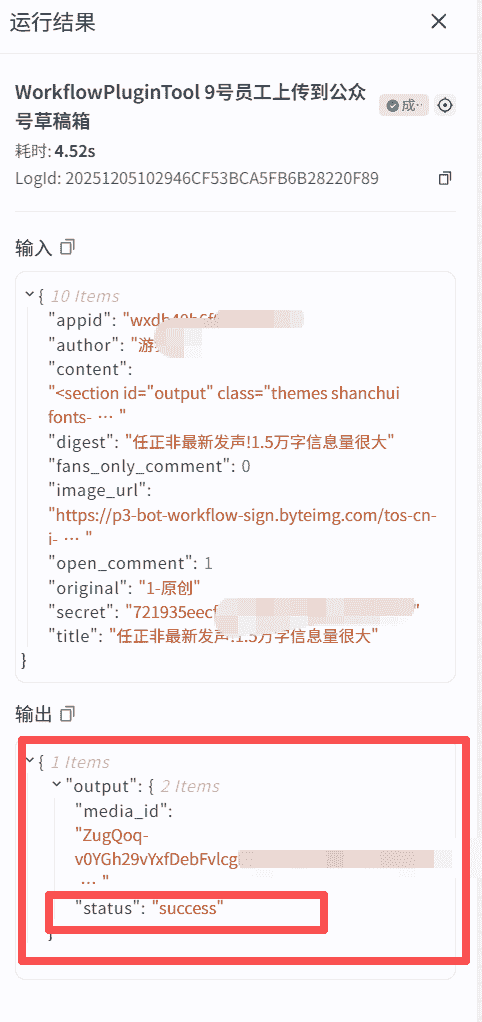 运行结果
WorkflowPluginTool 9号员工上传到公众
号草稿箱
成··
耗时: 4.52s
LogId: 20251205102946CF53BCA5FB6B28220F89
输入
{ 10 Items
"appid": "wxdb40b6f
"author": "游
"content":
"<section id="output" class="themes shanchui
fonts- ··· "
"digest": "任正非最新发声!1.5万字信息量很大"
"fans_only_comment": 0
"image_url":
"https://p3-bot-workflow-sign.byteimg.com/tos-cn-
i- ··· "
"open_comment": 1
"original": "1-原创"
"secret": "721935eecf
"title": "任正非最新发声!1.5万字信息量很大"
}
输出
{ 1 Items
"output": { 2 Items
"media_id":
"ZugQoq-
v0YGh29vYxfDebFvlcg
··· "
"status": "success"
}